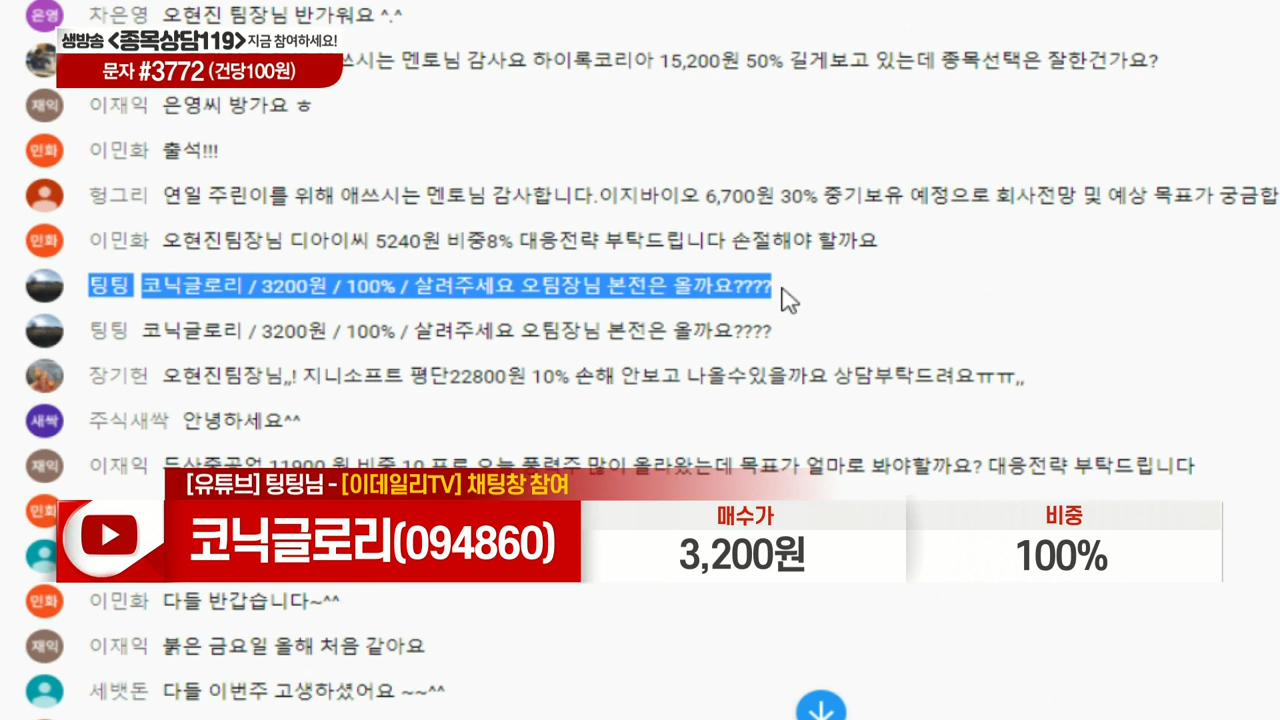 은영 차은영 오현진 팀장님 반가워요 ^.^
생방송 <종목상담119> 지금 참여하세요!
문자 #3772 (건당100원)
쓰시는 멘토님 감사요 하이록코리아 15,200원 50% 길게보고 있는데 종목선택은 잘한건가요?
재익 이재익 은영씨 방가요 ㅎ
민화 이민화 출석!!!
헝그리 연일 주린이를 위해 애쓰시는 멘토님 감사합니다.이지바이오 6,700원 30% 중기보유 예정으로 회사전망 및 예상 목표가 궁금합
민화 이민화 오현진팀장님 디아이씨 5240원 비중8% 대응전략 부탁드립니다 손절해야 할까요
팅팅 코닉글로리 / 3200원 / 100% / 살려주세요 오팀장님 본전은 올까요????
팅팅 코닉글로리 / 3200원 / 100% / 살려주세요 오팀장님 본전은 올까요????
장기헌 오현진팀장님,,! 지니소프트 평단22800원 10% 손해 안보고 나올수있을까요 상담부탁드려요ㅠㅠ,,
새싹 주식새싹 안녕하세요^^
재익 이재익 두산중공업 11900 원 비중 10 프로 오늘 풍력주 많이 올라왔는데 목표가 얼마로 봐야할까요? 대응전략 부탁드립니다
[유튜브] 팅팅님 - [이데일리TV] 채팅창 참여
민화
코닉글로리(094860)
매수가
3,200원
비중
100%
민화 이민화 다들 반갑습니다~^^
재익 이재익 붉은 금요일 올해 처음 같아요
세뱃돈 다들 이번주 고생하셨어요 ~~^^